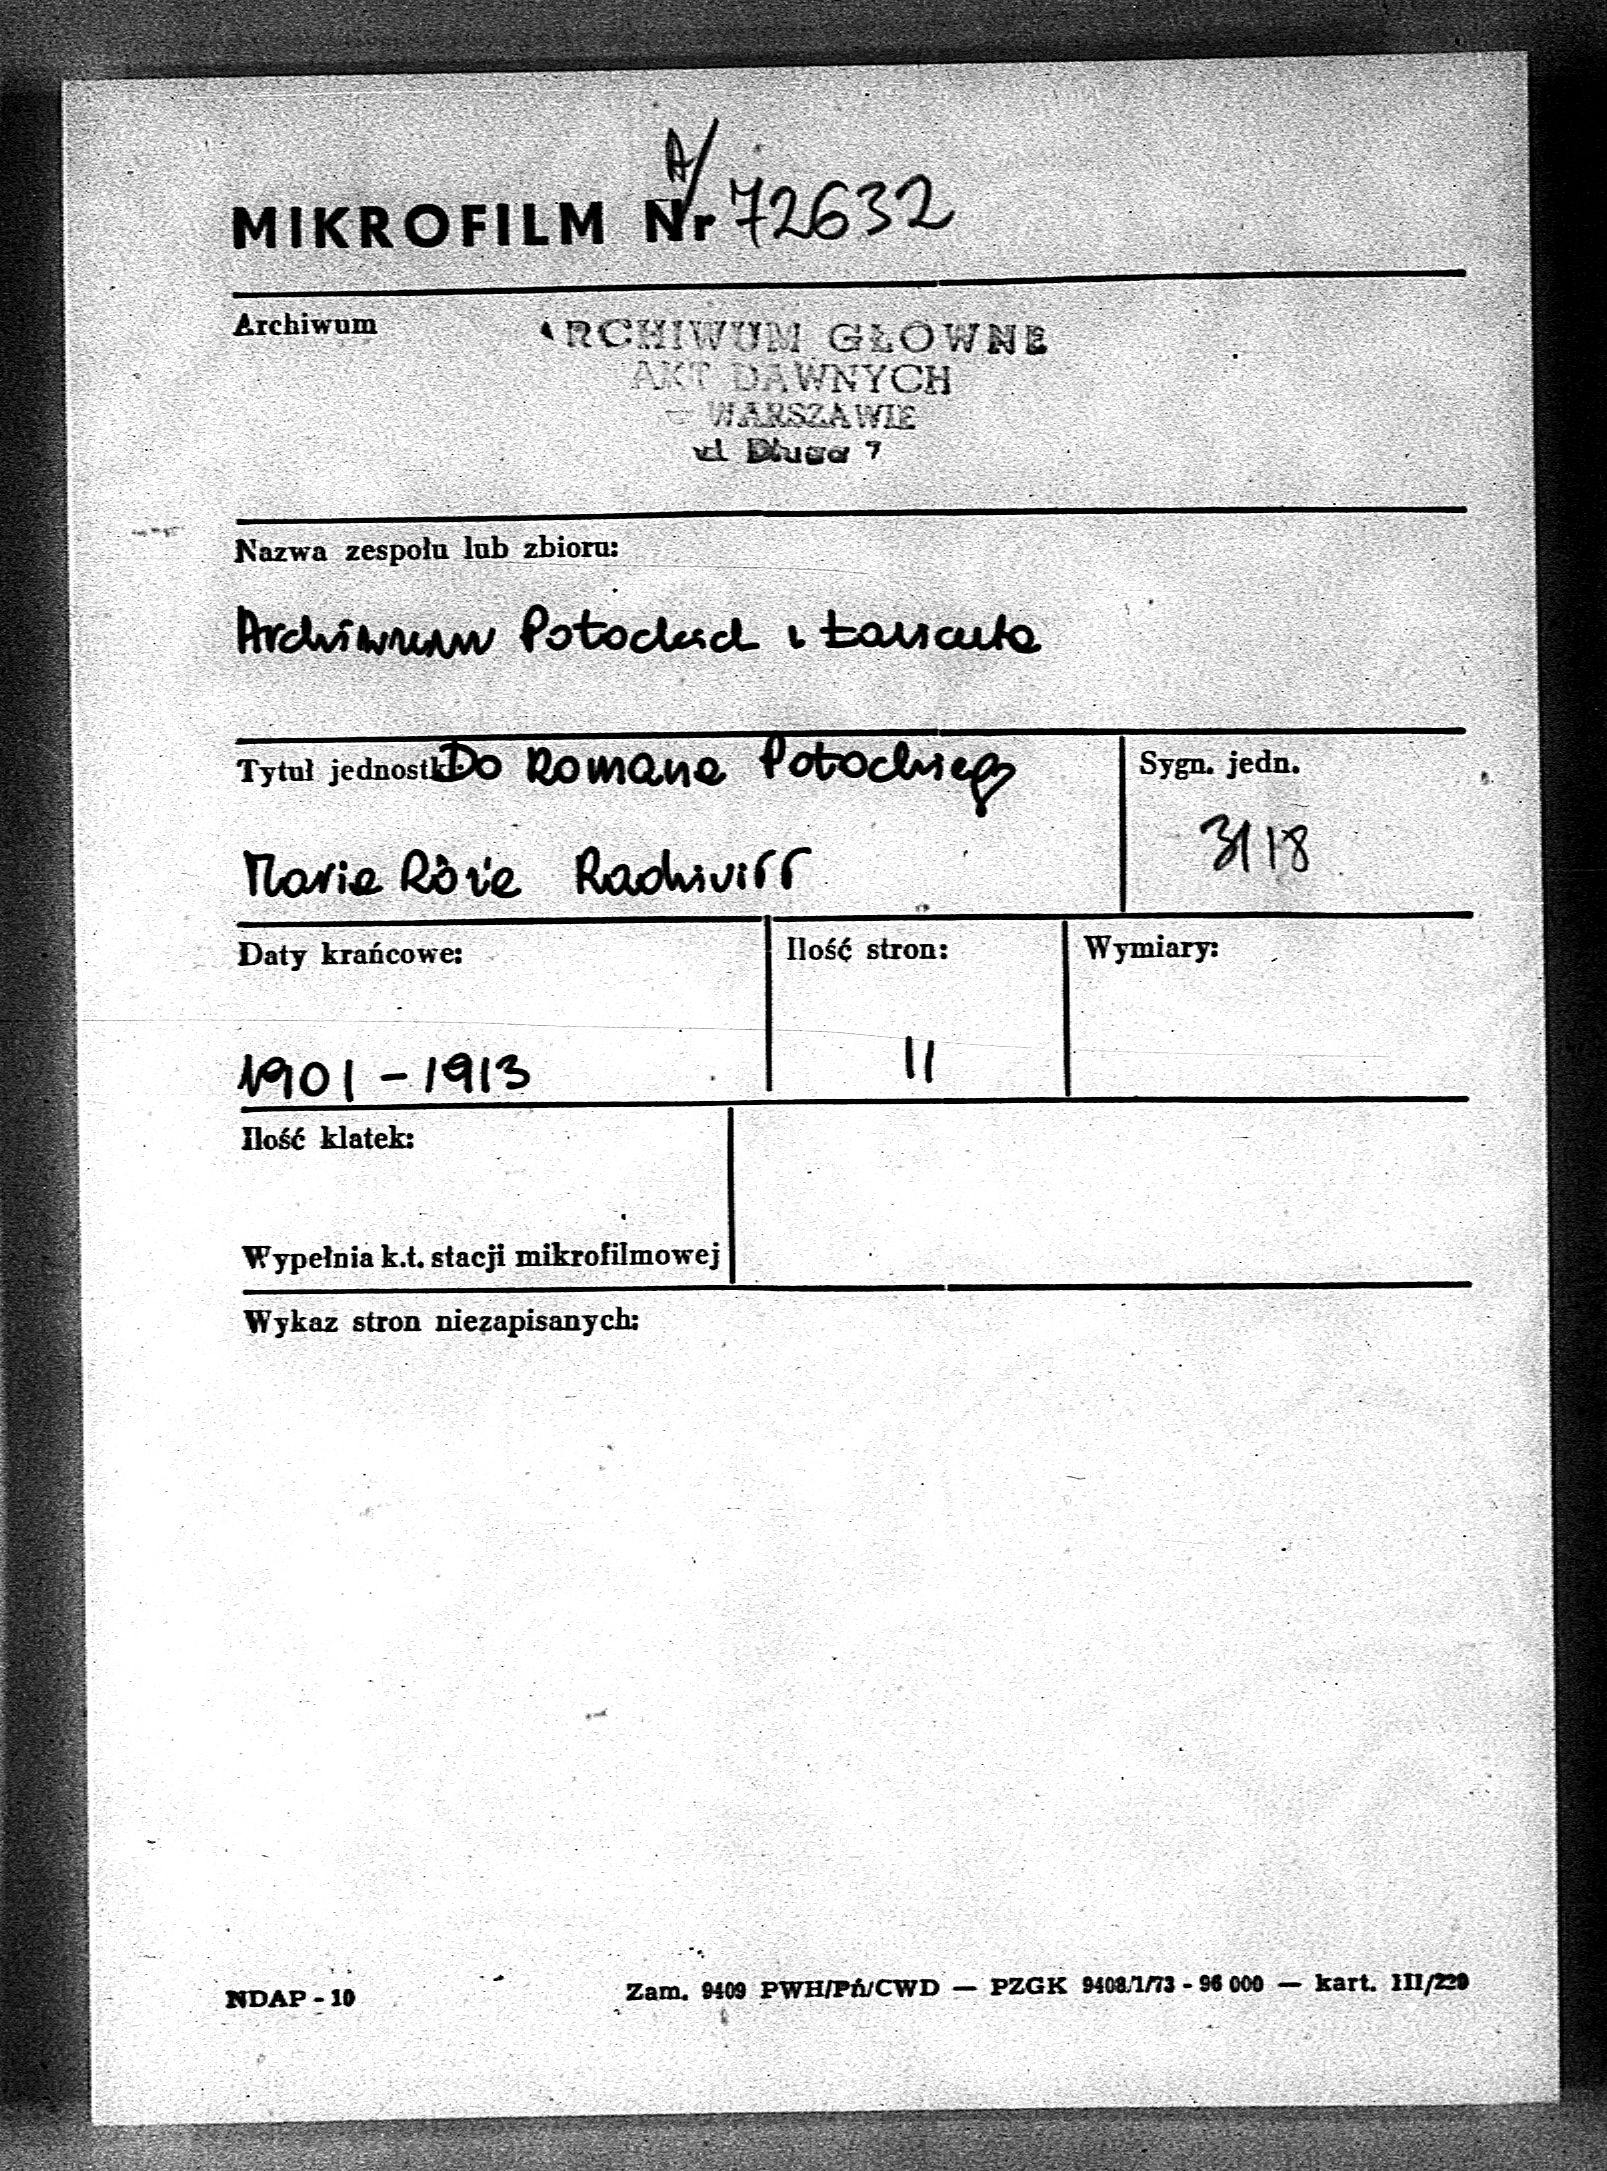 A/
MIKROFILM Nr 72632
Archiwum
ARCHIWUM GŁÓWNE
AKT DAWNYCH
WARSZAWIE
ul Długa 7
Nazwa zespołu lub zbioru:
Archiwum Potockich z Łańcuta
Tytuł jednostki Do Romana Potockiego
Sygn. jedn.
3118
Maria Róża Radziwiłł
Daty krańcowe:
Ilość stron:
Wymiary:
1901 - 1913
11
Ilość klatek:
Wypełnia k.t. stacji mikrofilmowej
Wykaz stron niezapisanych:
NDAP - 10
Zam. 9409 PWH/Pń/CWD — PZGK 9408/1/73 - 96 000 — kart. III/220